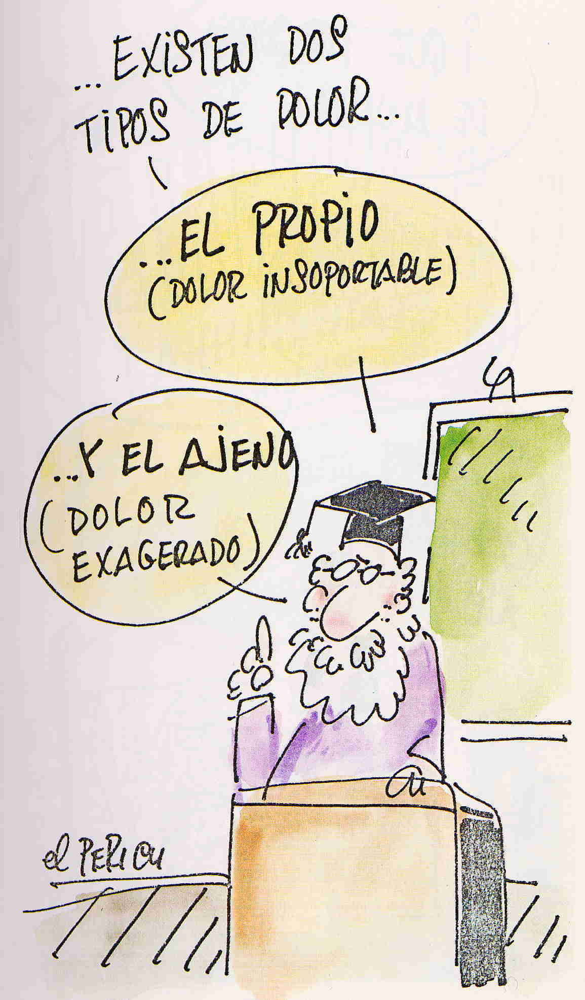 ...EXiSTEN DOS
TiPOS DE DOLOR...
...EL PROPiO
(DOLOR iNSOPORTABLE)
...Y EL AJENO
(DOLOR
EXAGERADO)
el PERICH